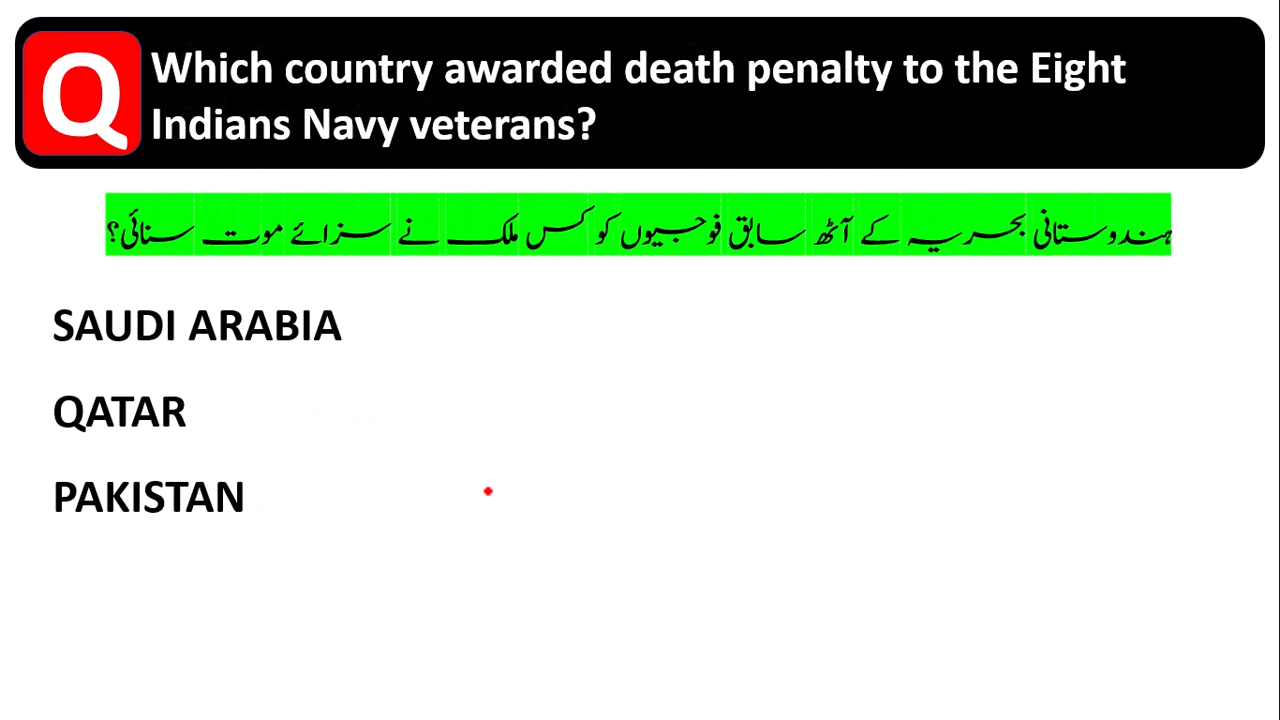 Q
Which country awarded death penalty to the Eight
Indians Navy veterans?
ہندوستانی بحریہ کے آٹھ سابق فوجیوں کو کس ملک نے سزائے موت سنائی؟
SAUDI ARABIA
QATAR
PAKISTAN